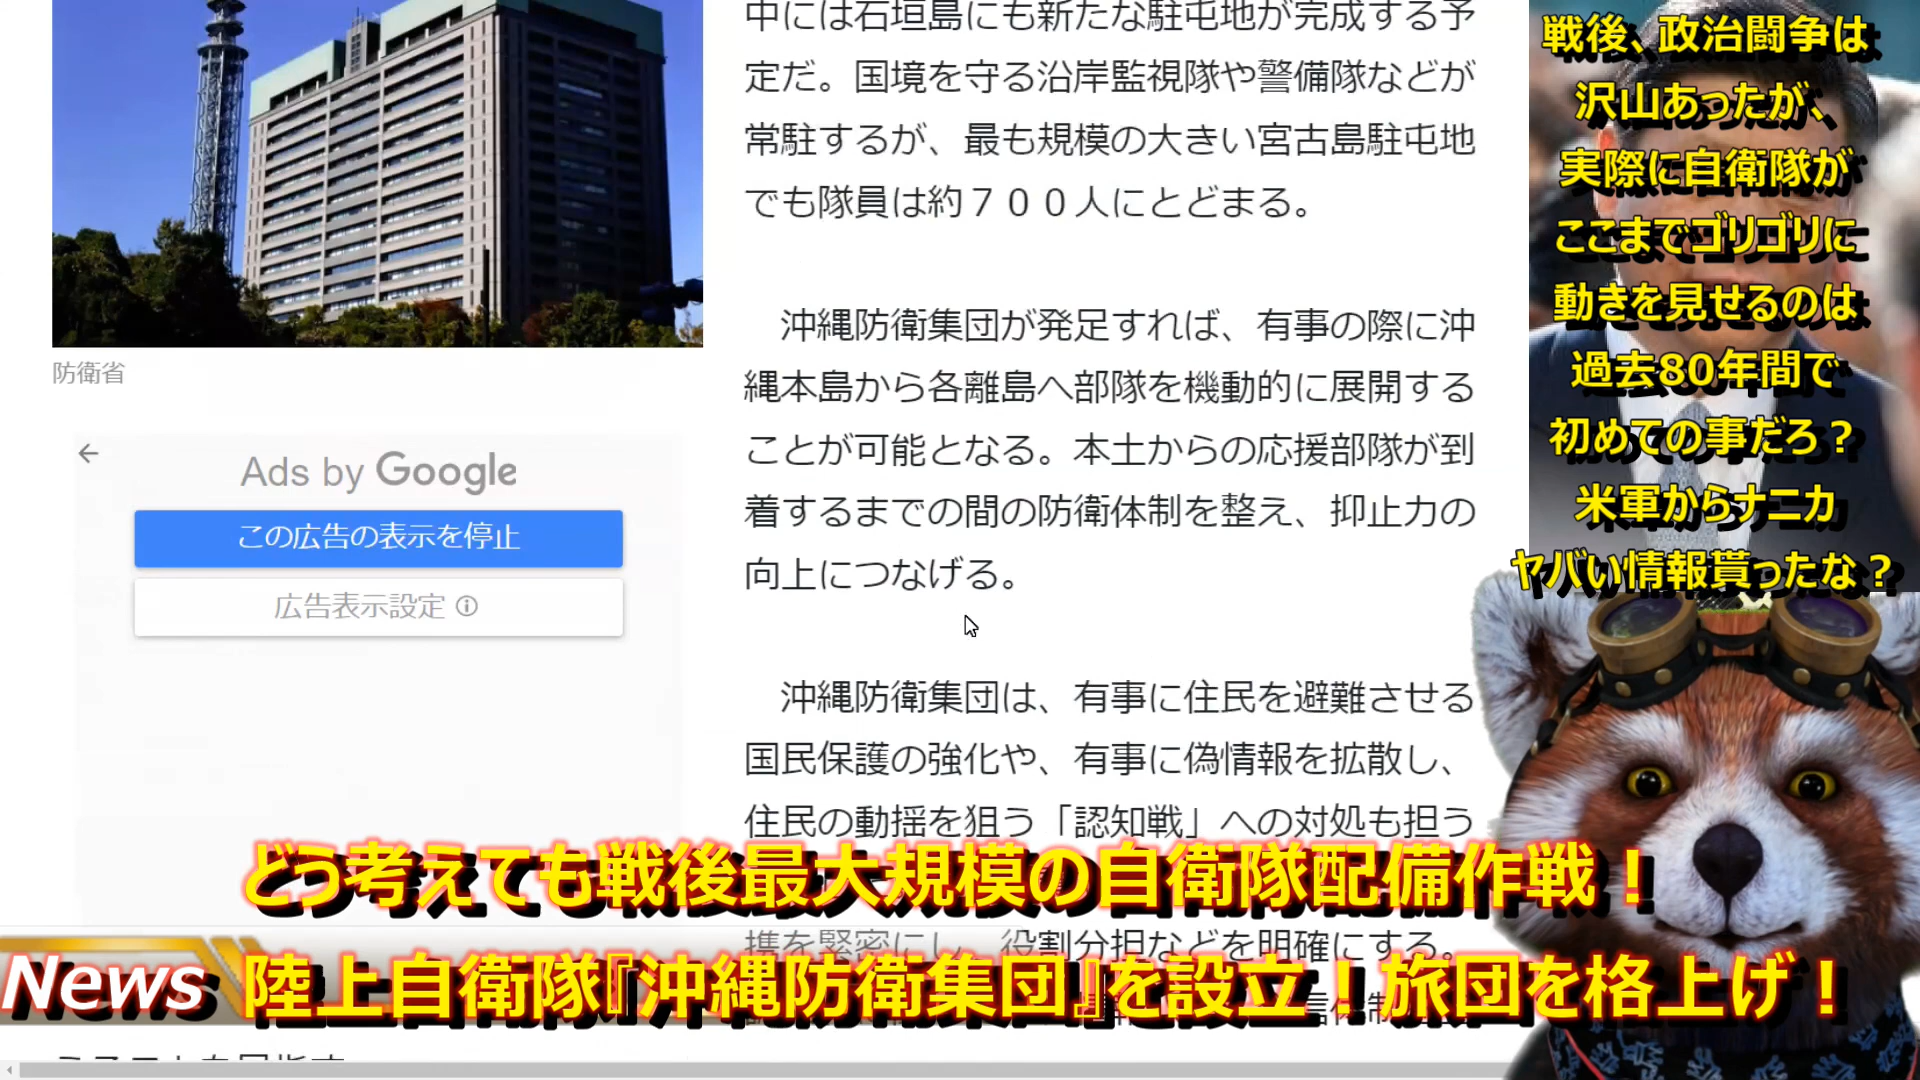 中には石垣島にも新たな駐屯地が完成する予
定だ。国境を守る沿岸監視隊や警備隊などが
常駐するが、最も規模の大きい宮古島駐屯地
でも隊員は約７００人にとどまる。
沖縄防衛集団が発足すれば、有事の際に沖
縄本島から各離島へ部隊を機動的に展開する
ことが可能となる。本土からの応援部隊が到
着するまでの間の防衛体制を整え、抑止力の
向上につなげる。
沖縄防衛集団は、有事に住民を避難させる
国民保護の強化や、有事に偽情報を拡散し、
住民の動揺を狙う「認知戦」への対処も担う
携を緊密にし、役割分担などを明確にする。
防衛省
Ads by Google
この広告の表示を停止
広告表示設定
戦後、政治闘争は
沢山あったが、
実際に自衛隊が
ここまでゴリゴリに
動きを見せるのは
過去80年間で
初めての事だろ？
米軍からナニカ
ヤバい情報貰ったな？
どう考えても戦後最大規模の自衛隊配備作戦！
News
陸上自衛隊『沖縄防衛集団』を設立！旅団を格上げ！